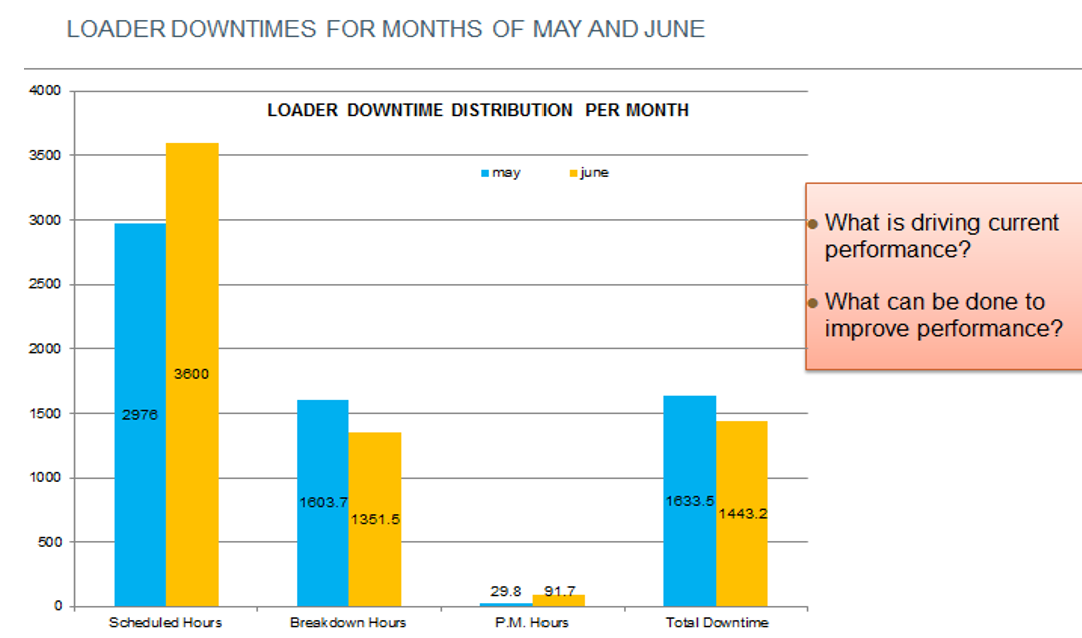 LOADER DOWNTIMES FOR MONTHS OF MAY AND JUNE
LOADER DOWNTIME DISTRIBUTION PER MONTH
may june
4000
3500
3000
2500
2000
1500
1000
500
0
2976
3600
1603.7
1351.5
29.8
91.7
1633.5
1443.2
Scheduled Hours
Breakdown Hours
P.M. Hours
Total Downtime
• What is driving current
performance?
• What can be done to
improve performance?